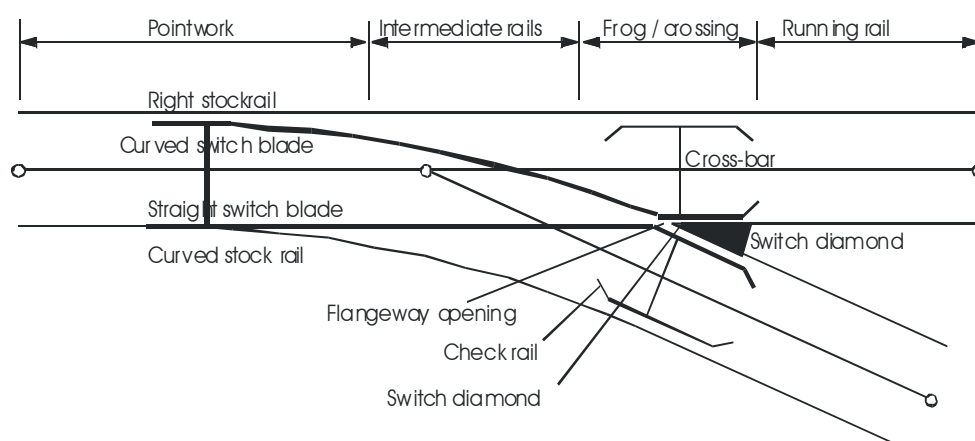 Pointwork
Intermediate rails
Frog / crossing
Running rail
Right stockrail
Curved switch blade
Cross-bar
Straight switch blade
Switch diamond
Curved stock rail
Flangeway opening
Check rail
Switch diamond